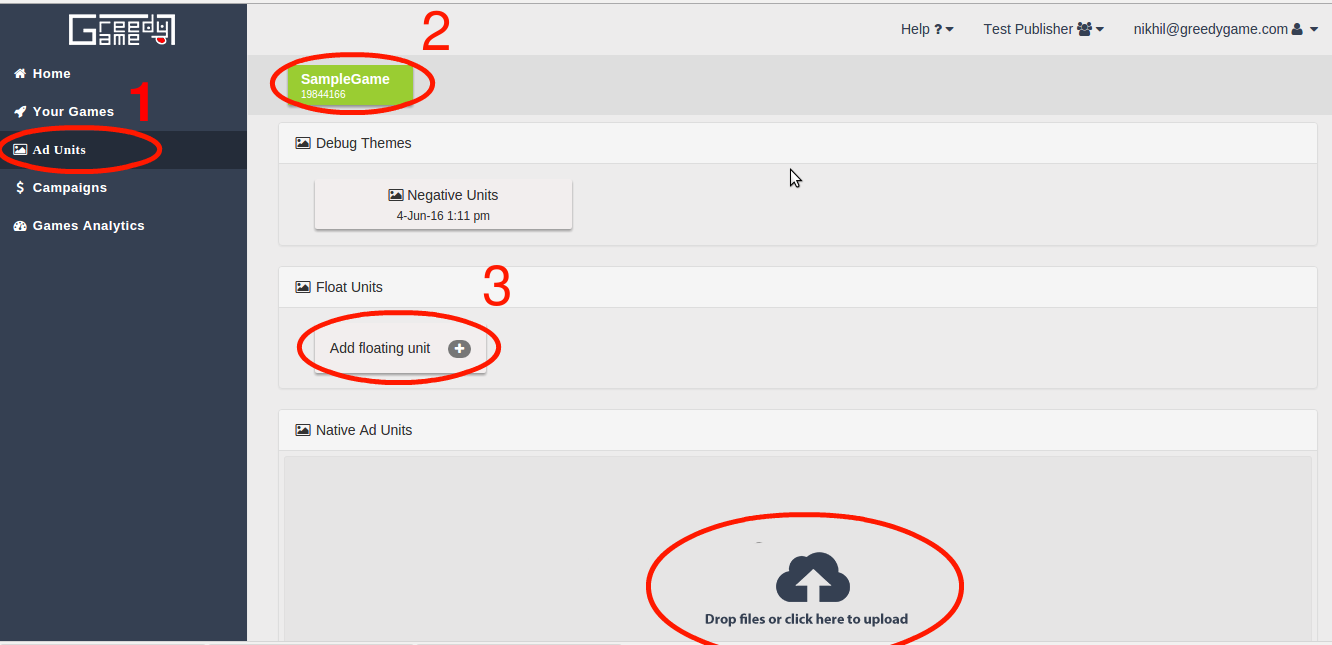 Greedy
Game
Help ?
Test Publisher
nikhil@greedygame.com
2
SampleGame
19844166
Home
1
Your Games
Ad Units
Campaigns
Games Analytics
Debug Themes
Negative Units
4-Jun-16 1:11 pm
Float Units
3
Add floating unit
Native Ad Units
Drop files or click here to upload